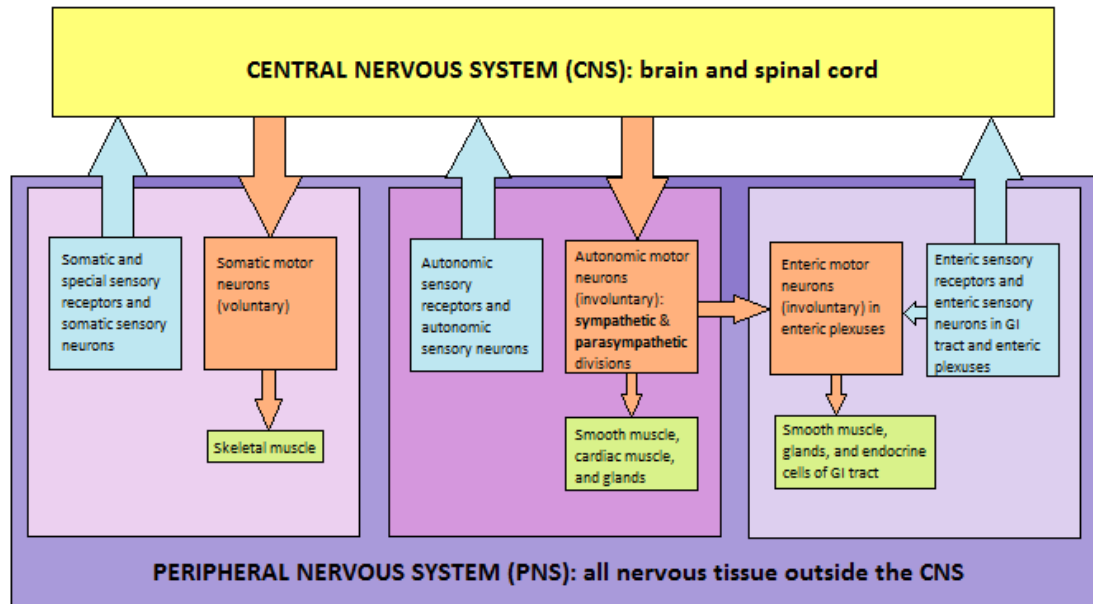 CENTRAL NERVOUS SYSTEM (CNS): brain and spinal cord
Somatic and
special sensory
receptors and
somatic sensory
neurons
Somatic motor
neurons
(voluntary)
Skeletal muscle
Autonomic
sensory
receptors and
autonomic
sensory neurons
Autonomic motor
neurons
(involuntary):
sympathetic &
parasympathetic
divisions
Smooth muscle,
cardiac muscle,
and glands
Enteric motor
neurons
(involuntary) in
enteric plexuses
Smooth muscle,
glands, and endocrine
cells of GI tract
Enteric sensory
receptors and
enteric sensory
neurons in GI
tract and enteric
plexuses
PERIPHERAL NERVOUS SYSTEM (PNS): all nervous tissue outside the CNS